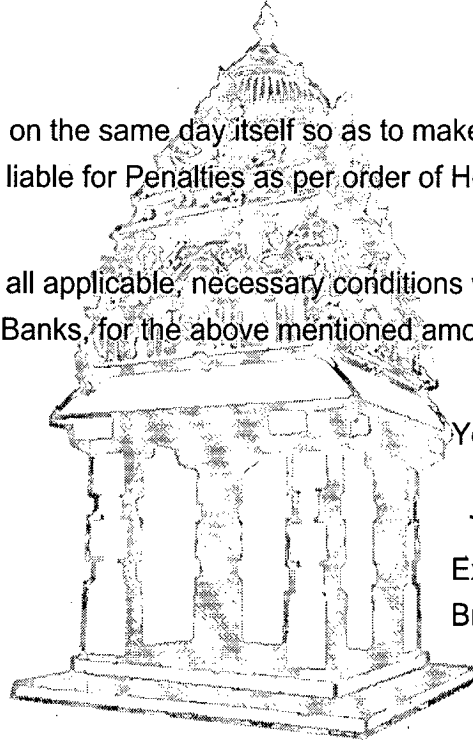 on the same day itself so as to make
liable for Penalties as per order of H
all applicable, necessary conditions
Banks, for the above mentioned amo